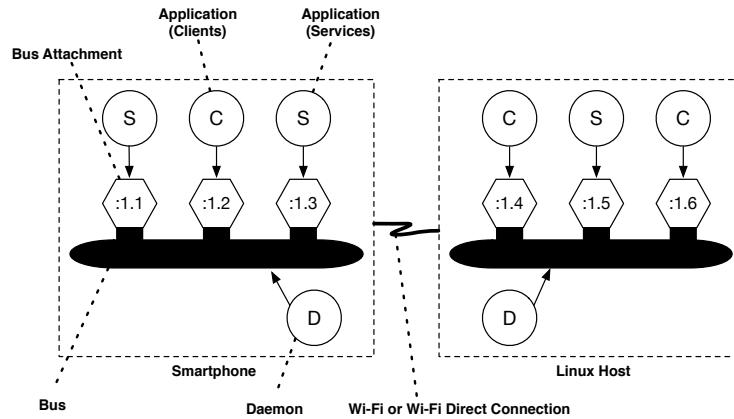 Application
(Clients)
Application
(Services)
Bus Attachment
S
C
S
C
S
C
:1.1
:1.2
:1.3
:1.4
:1.5
:1.6
D
D
Smartphone
Linux Host
Bus
Daemon
Wi-Fi or Wi-Fi Direct Connection